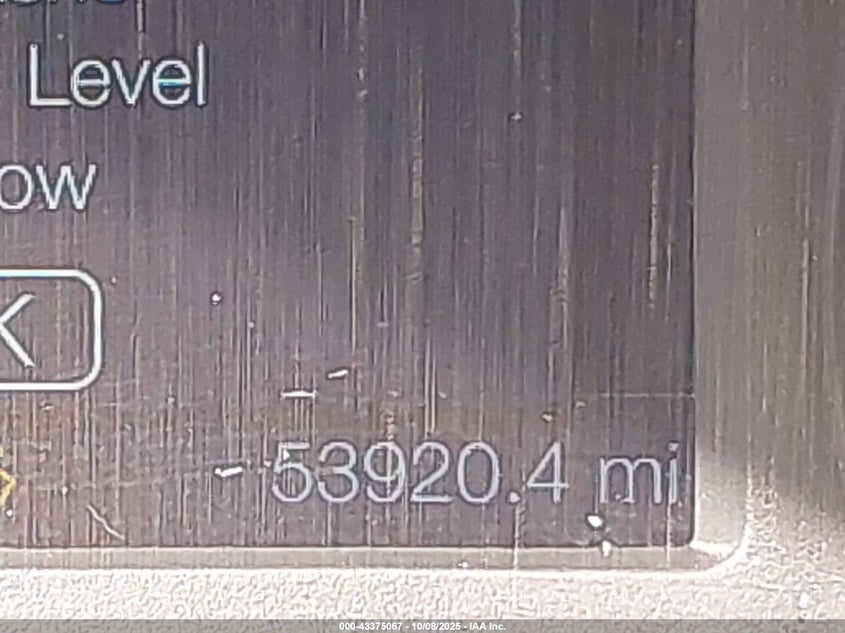 Level
ow
K
53920.4 mi
000-43375067 - 10/08/2025 - IAA Inc.